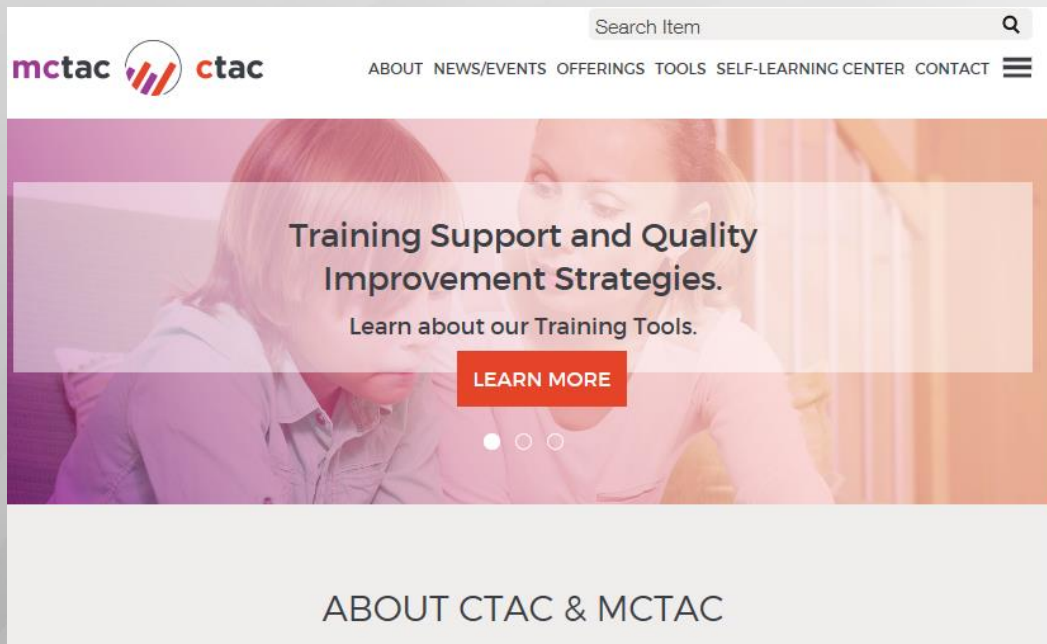 Search Item
mctac ctac
ABOUT NEWS/EVENTS OFFERINGS TOOLS SELF-LEARNING CENTER CONTACT
Training Support and Quality
Improvement Strategies.
Learn about our Training Tools.
LEARN MORE
ABOUT CTAC & MCTAC